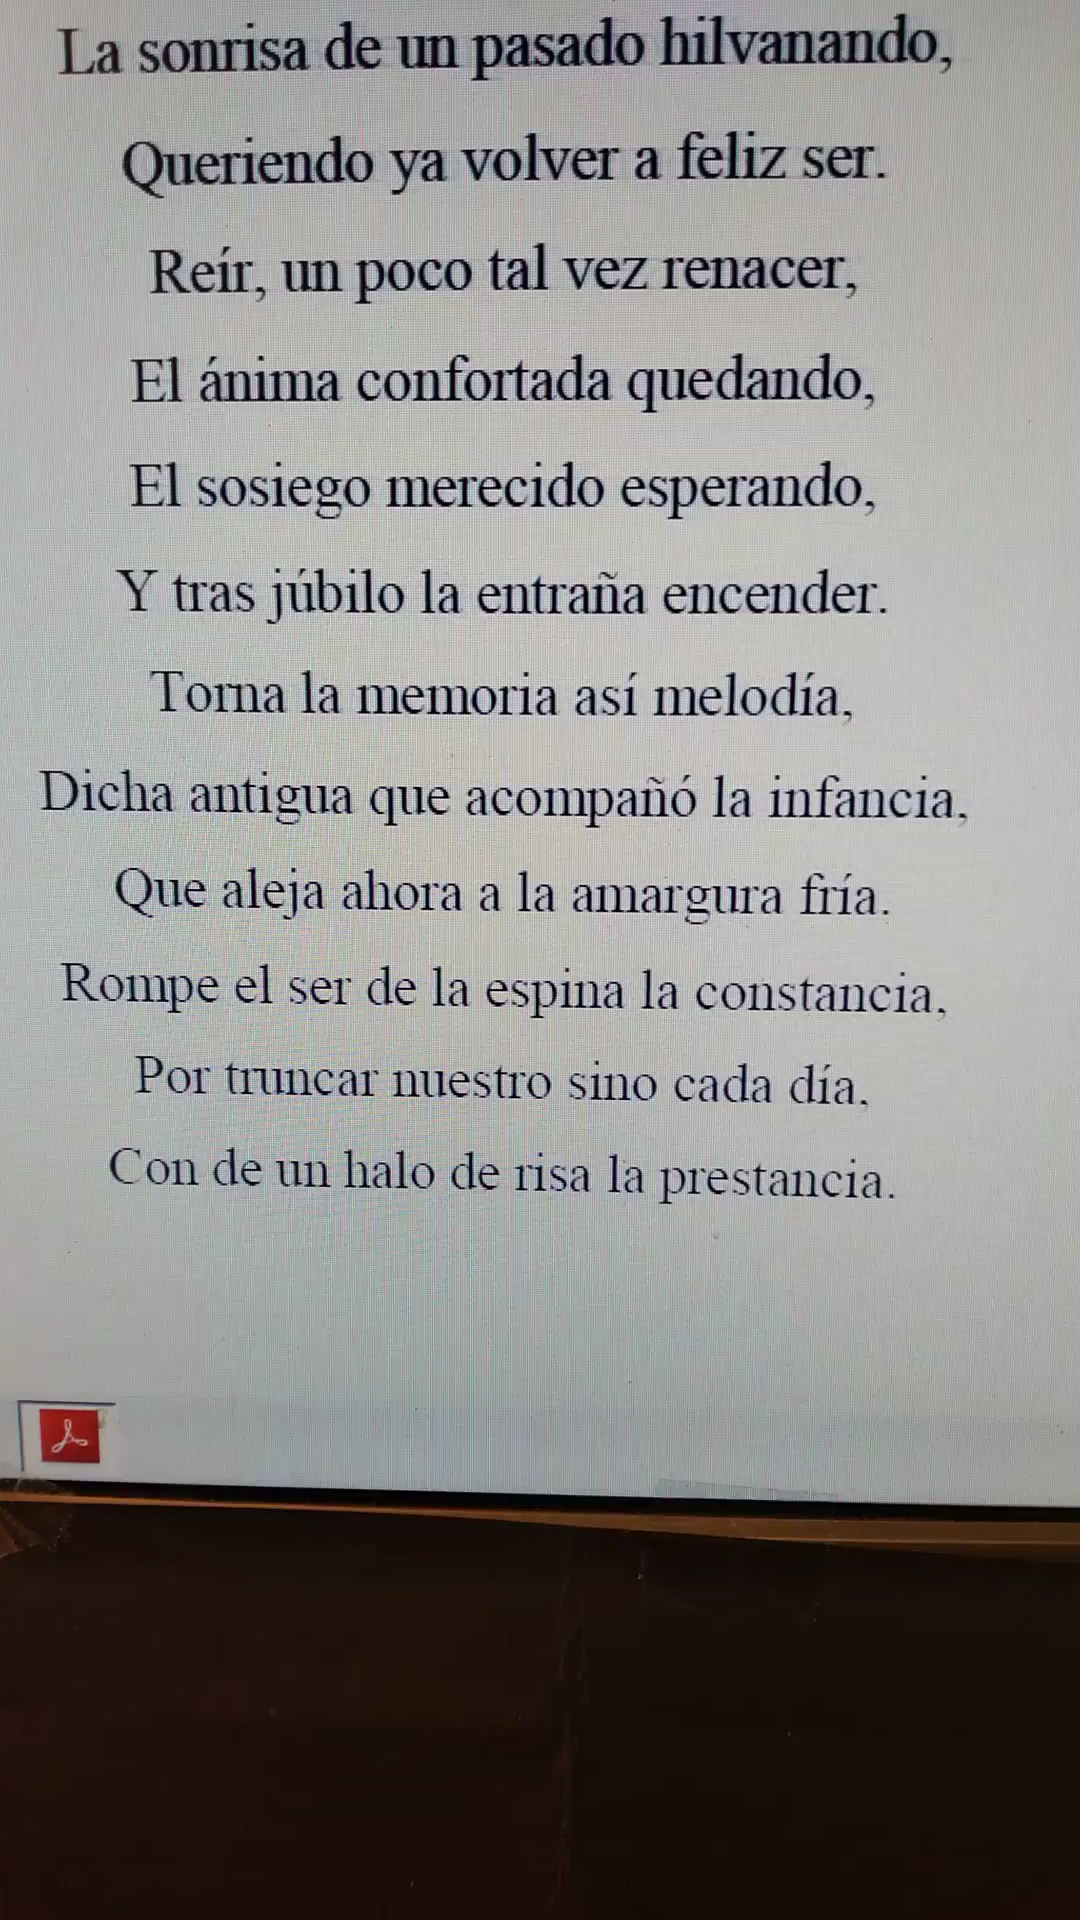 La sonrisa de un pasado hilvanando,
Queriendo ya volver a feliz ser.
Reír, un poco tal vez renacer,
El ánima confortada quedando,
El sosiego merecido esperando,
Y tras júbilo la entraña encender.
Torna la memoria así melodía,
Dicha antigua que acompañó la infancia,
Que aleja ahora a la amargura fría.
Rompe el ser de la espina la constancia,
Por truncar nuestro sino cada día,
Con de un halo de risa la prestancia.